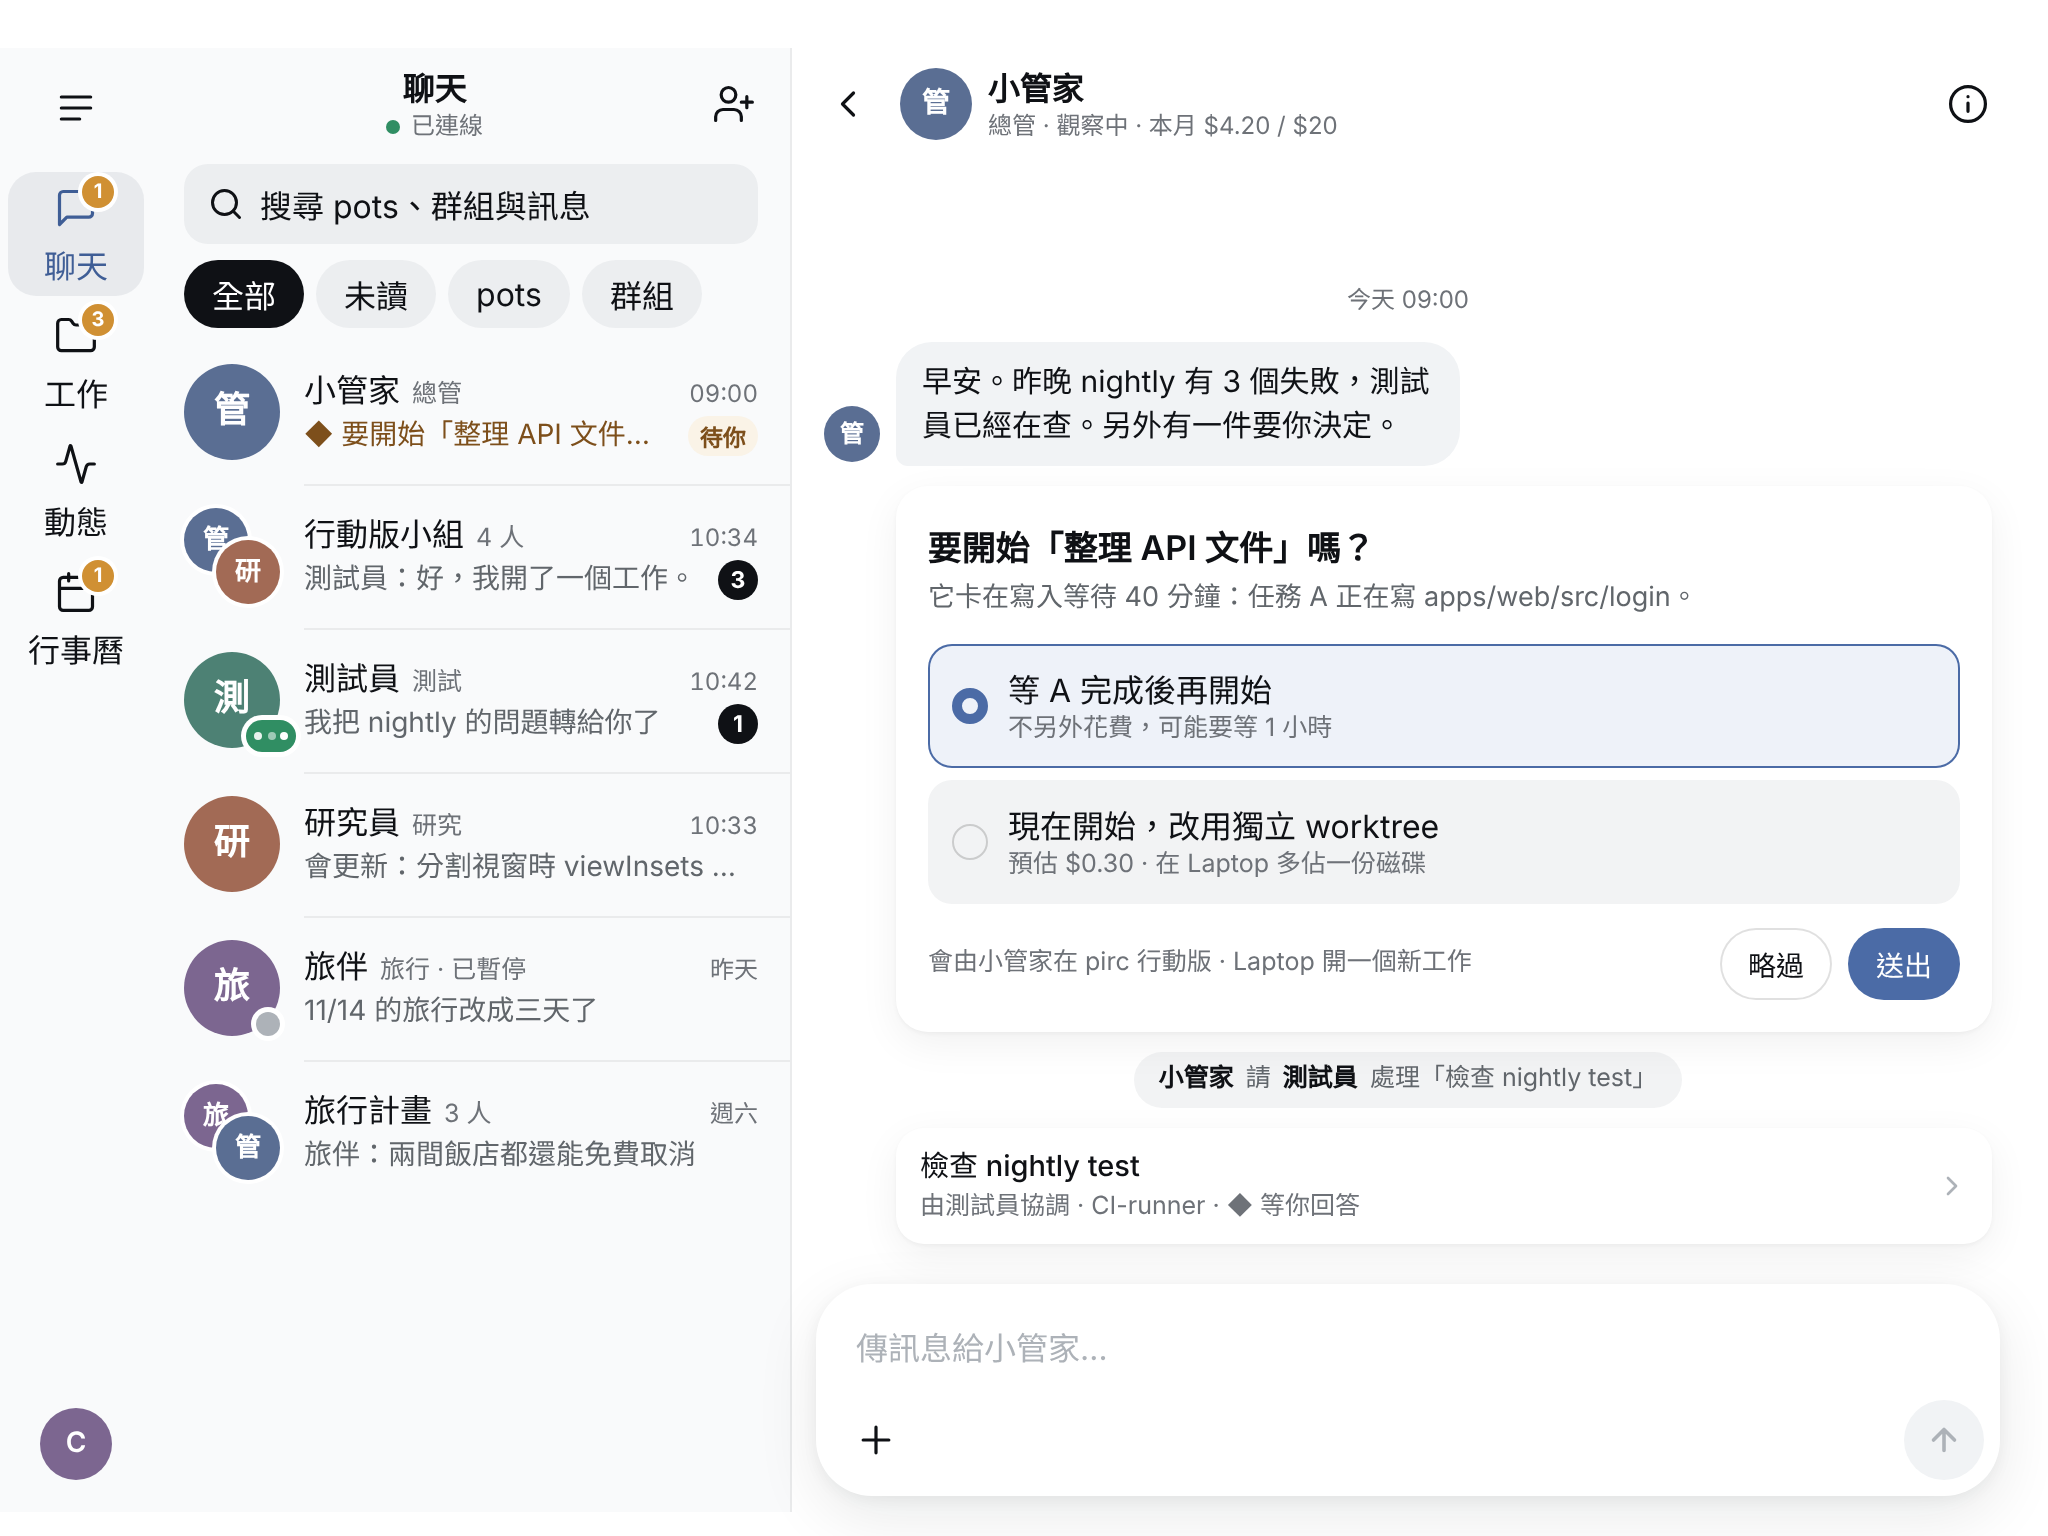 聊天
已連線
1
聊天
3
工作
動態
1
行事曆
C
搜尋 pots、群組與訊息
全部
未讀
pots
群組
管
小管家 總管
09:00
◆ 要開始「整理 API 文件...
待你
管
研
行動版小組 4 人
10:34
測試員：好，我開了一個工作。
3
測
測試員 測試
10:42
我把 nightly 的問題轉給你了
1
研
研究員 研究
10:33
會更新：分割視窗時 viewInsets ...
旅
旅伴 旅行 · 已暫停
昨天
11/14 的旅行改成三天了
旅
管
旅行計畫 3 人
週六
旅伴：兩間飯店都還能免費取消
管
小管家
總管 · 觀察中 · 本月 $4.20 / $20
今天 09:00
早安。昨晚 nightly 有 3 個失敗，測試
員已經在查。另外有一件要你決定。
管
要開始「整理 API 文件」嗎？
它卡在寫入等待 40 分鐘：任務 A 正在寫 apps/web/src/login。
等 A 完成後再開始
不另外花費，可能要等 1 小時
現在開始，改用獨立 worktree
預估 $0.30 · 在 Laptop 多佔一份磁碟
會由小管家在 pirc 行動版 · Laptop 開一個新工作
略過
送出
小管家 請 測試員 處理「檢查 nightly test」
檢查 nightly test
由測試員協調 · CI-runner · ◆ 等你回答
傳訊息給小管家...